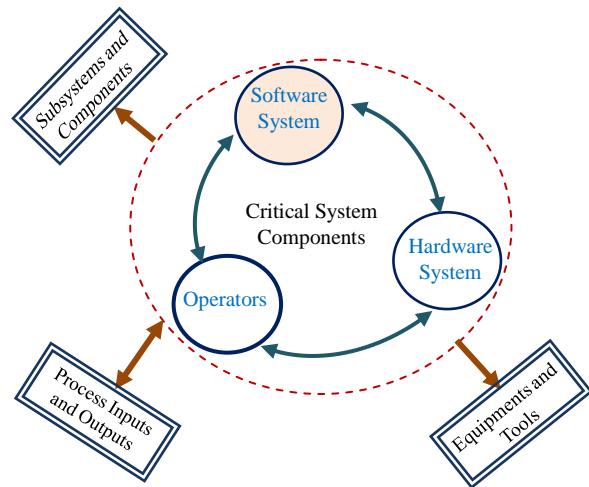 Subsystems and
Components
Software
System
Critical System
Components
Hardware
System
Operators
Process Inputs
and Outputs
Equipments and
Tools